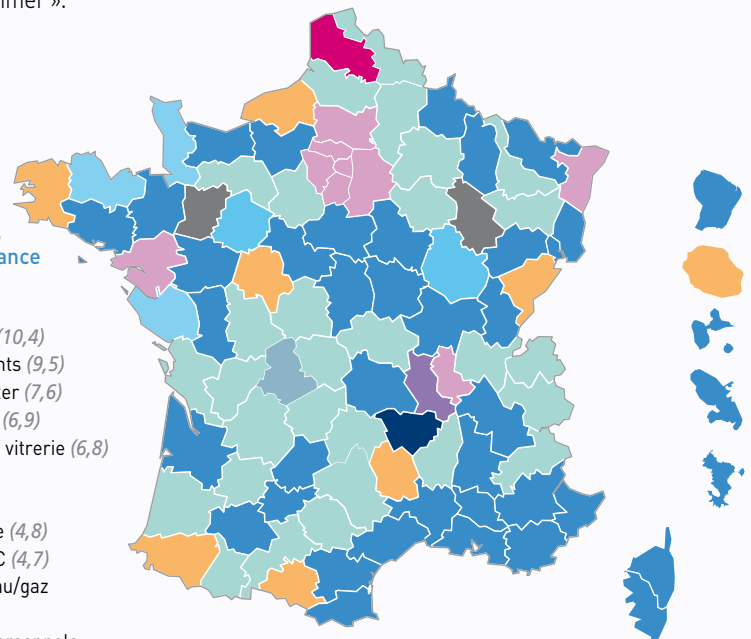 ance
(10,4)
nts (9,5)
ter (7,6)
(6,9)
vitrerie (6,8)
e (4,8)
C (4,7)
au/gaz